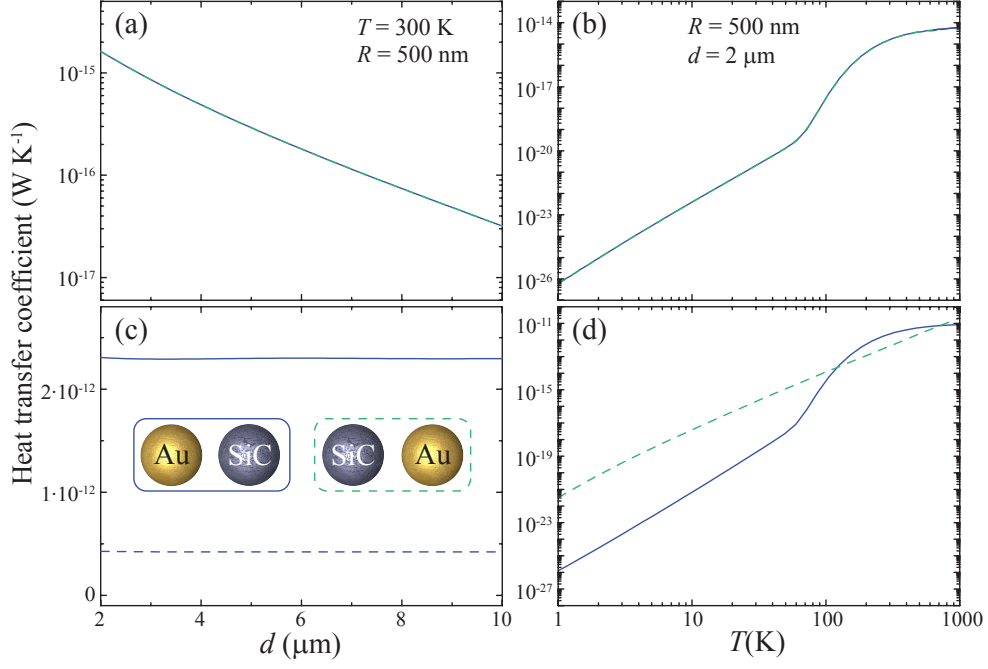 Heat transfer coefficient (W K⁻¹)
(a)
T = 300 K
R = 500 nm
10⁻¹⁵
10⁻¹⁶
10⁻¹⁷
(b)
R = 500 nm
d = 2 μm
10⁻¹⁴
10⁻¹⁷
10⁻²⁰
10⁻²³
10⁻²⁶
(c)
2·10⁻¹²
1·10⁻¹²
0
Au SiC SiC Au
2 4 6 8 10
d (μm)
(d)
10⁻¹¹
10⁻¹⁵
10⁻¹⁹
10⁻²³
10⁻²⁷
1 10 100 1000
T(K)